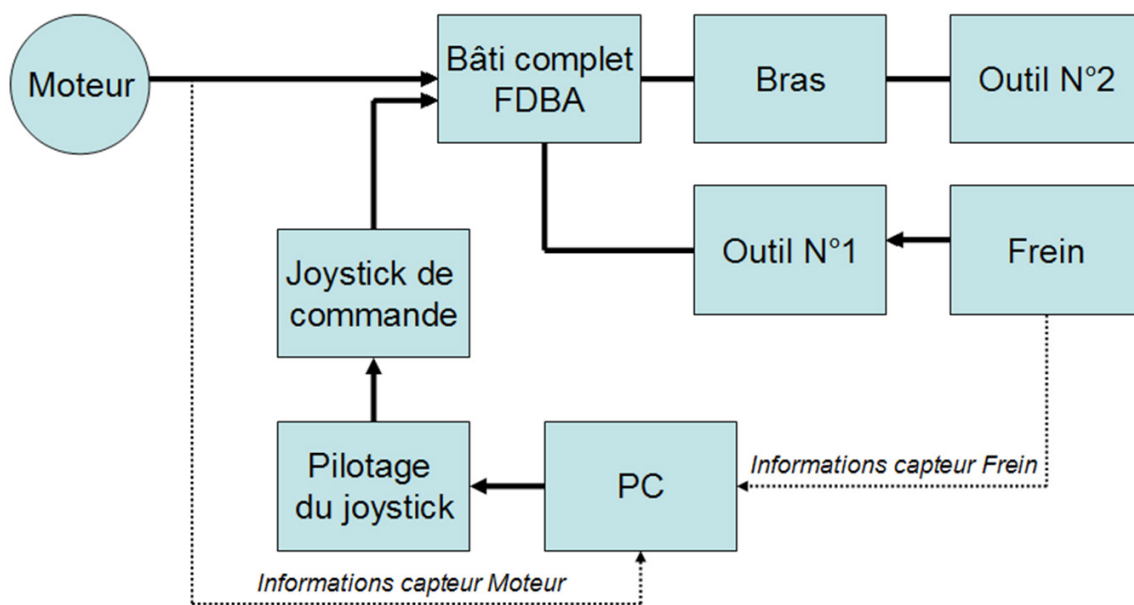 Moteur
Bâti complet
FDBA
Bras
Outil N°2
Outil N°1
Frein
Joystick de
commande
Pilotage
du joystick
PC
Informations capteur Frein
Informations capteur Moteur